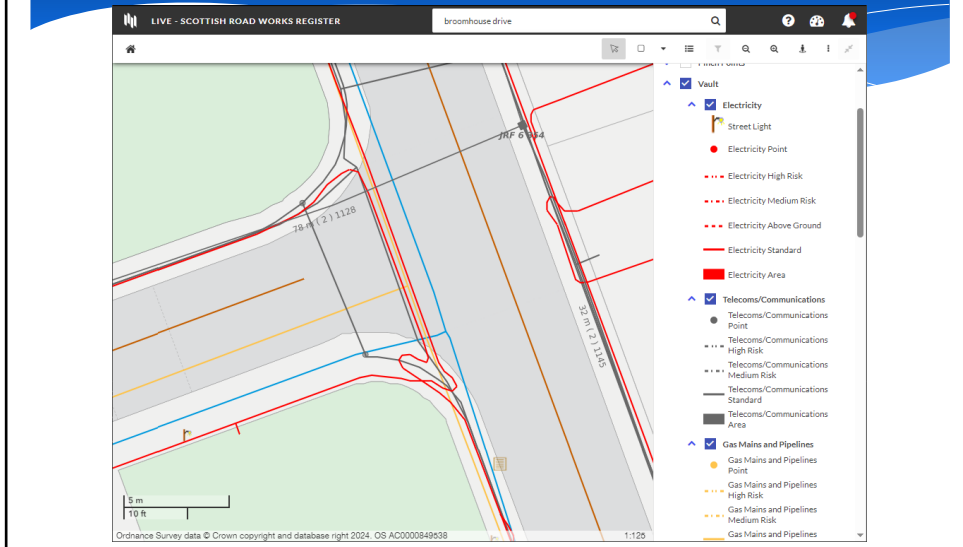 LIVE - SCOTTISH ROAD WORKS REGISTER
broomhouse drive
Vault
Electricity
Street Light
Electricity Point
Electricity High Risk
Electricity Medium Risk
Electricity Above Ground
Electricity Standard
Electricity Area
Telecoms/Communications
Telecoms/Communications
Point
Telecoms/Communications
High Risk
Telecoms/Communications
Medium Risk
Telecoms/Communications
Standard
Telecoms/Communications
Area
Gas Mains and Pipelines
Gas Mains and Pipelines
Point
Gas Mains and Pipelines
High Risk
Gas Mains and Pipelines
Medium Risk
Gas Mains and Pipelines
78 m ( 2 ) 1128
32 m ( 2 ) 1145
5 m
10 ft
Ordnance Survey data © Crown copyright and database right 2024. OS AC0000849538
1:125